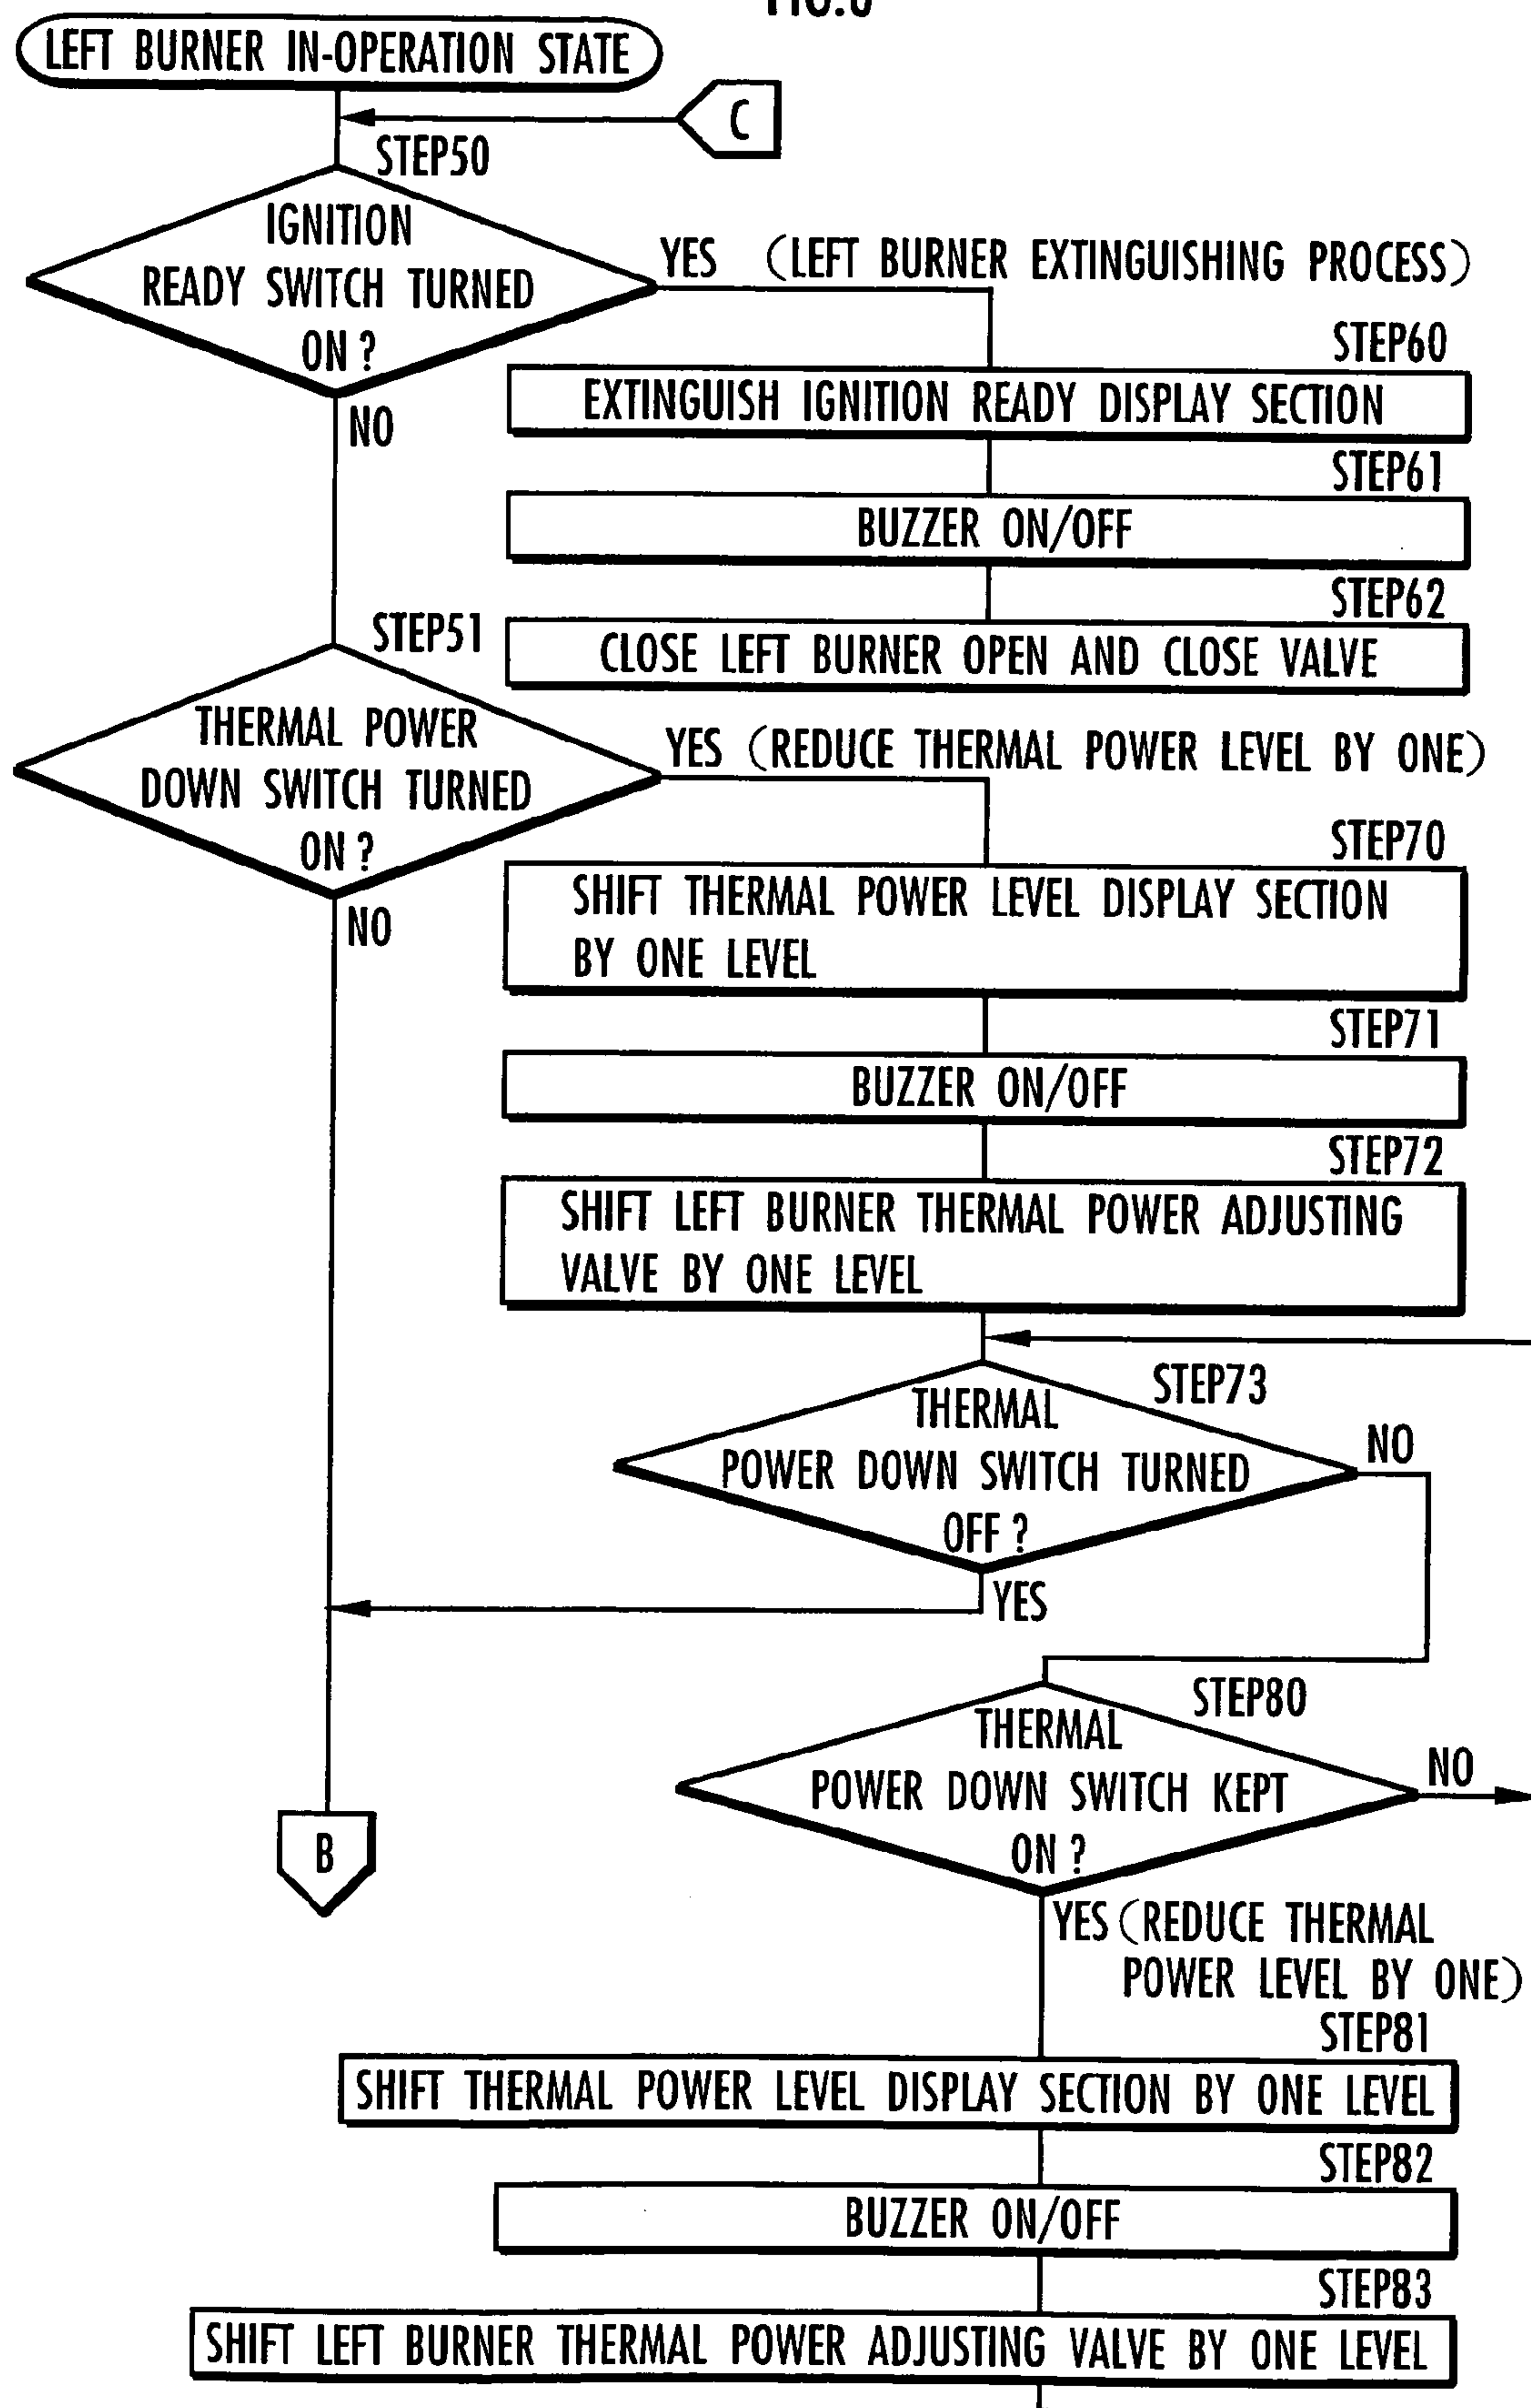 LEFT BURNER IN-OPERATION STATE
C
STEP50
IGNITION
READY SWITCH TURNED
ON ?
YES (LEFT BURNER EXTINGUISHING PROCESS)
NO
STEP60
EXTINGUISH IGNITION READY DISPLAY SECTION
STEP61
BUZZER ON/OFF
STEP62
CLOSE LEFT BURNER OPEN AND CLOSE VALVE
STEP51
THERMAL POWER
DOWN SWITCH TURNED
ON ?
YES (REDUCE THERMAL POWER LEVEL BY ONE)
NO
STEP70
SHIFT THERMAL POWER LEVEL DISPLAY SECTION
BY ONE LEVEL
STEP71
BUZZER ON/OFF
STEP72
SHIFT LEFT BURNER THERMAL POWER ADJUSTING
VALVE BY ONE LEVEL
STEP73
THERMAL
POWER DOWN SWITCH TURNED
OFF ?
NO
YES
STEP80
THERMAL
POWER DOWN SWITCH KEPT
ON ?
NO
B
YES (REDUCE THERMAL
POWER LEVEL BY ONE)
STEP81
SHIFT THERMAL POWER LEVEL DISPLAY SECTION BY ONE LEVEL
STEP82
BUZZER ON/OFF
STEP83
SHIFT LEFT BURNER THERMAL POWER ADJUSTING VALVE BY ONE LEVEL